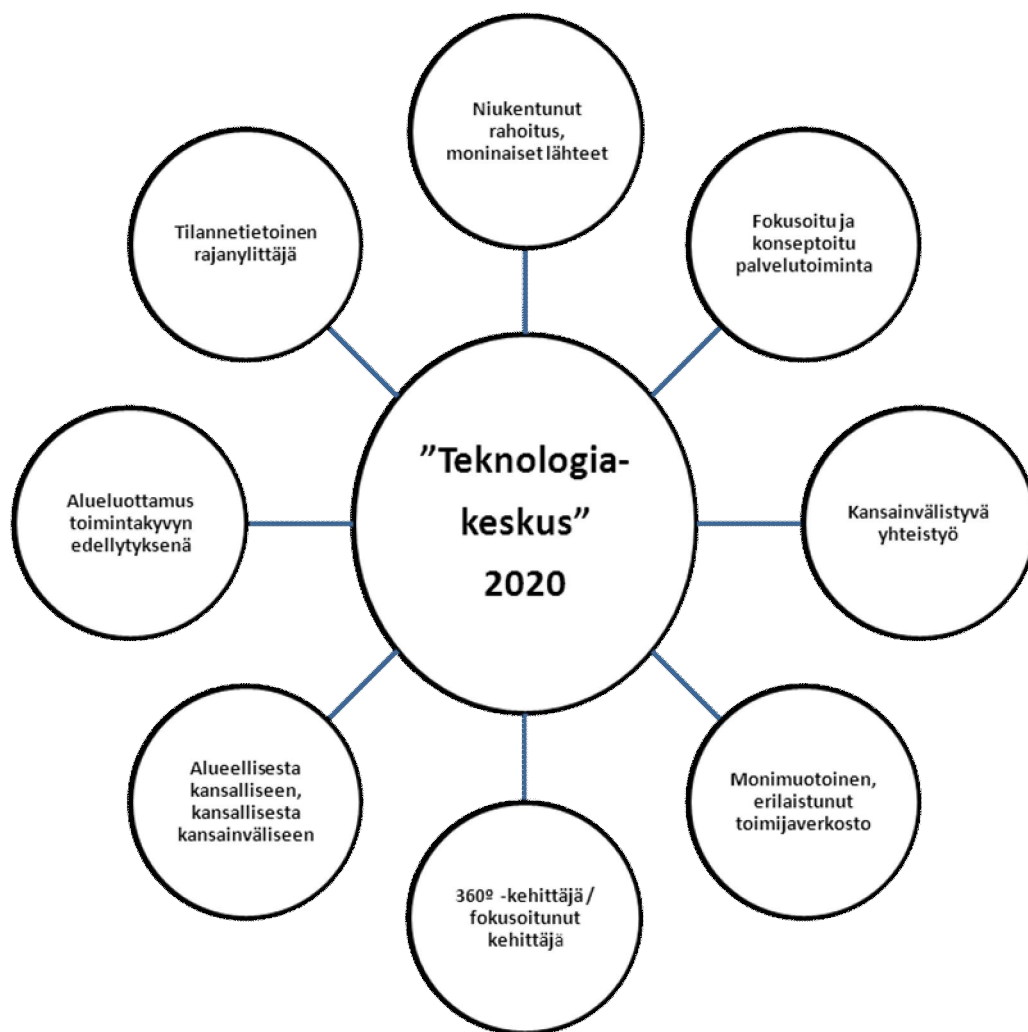 Niukentunut
rahoitus,
moninaiset lähteet
Fokusoitu ja
konseptoitu
palvelutoiminta
Kansainvälistyvä
yhteistyö
Monimuotoinen,
erilaistunut
toimijaverkosto
360º -kehittäjä /
fokusoitunut
kehittäjä
Alueellisesta
kansalliseen,
kansallisesta
kansainväliseen
Alueluottamus
toimintakyvyn
edellytyksenä
Tilannetietoinen
rajanylittäjä
”Teknologia-
keskus”
2020